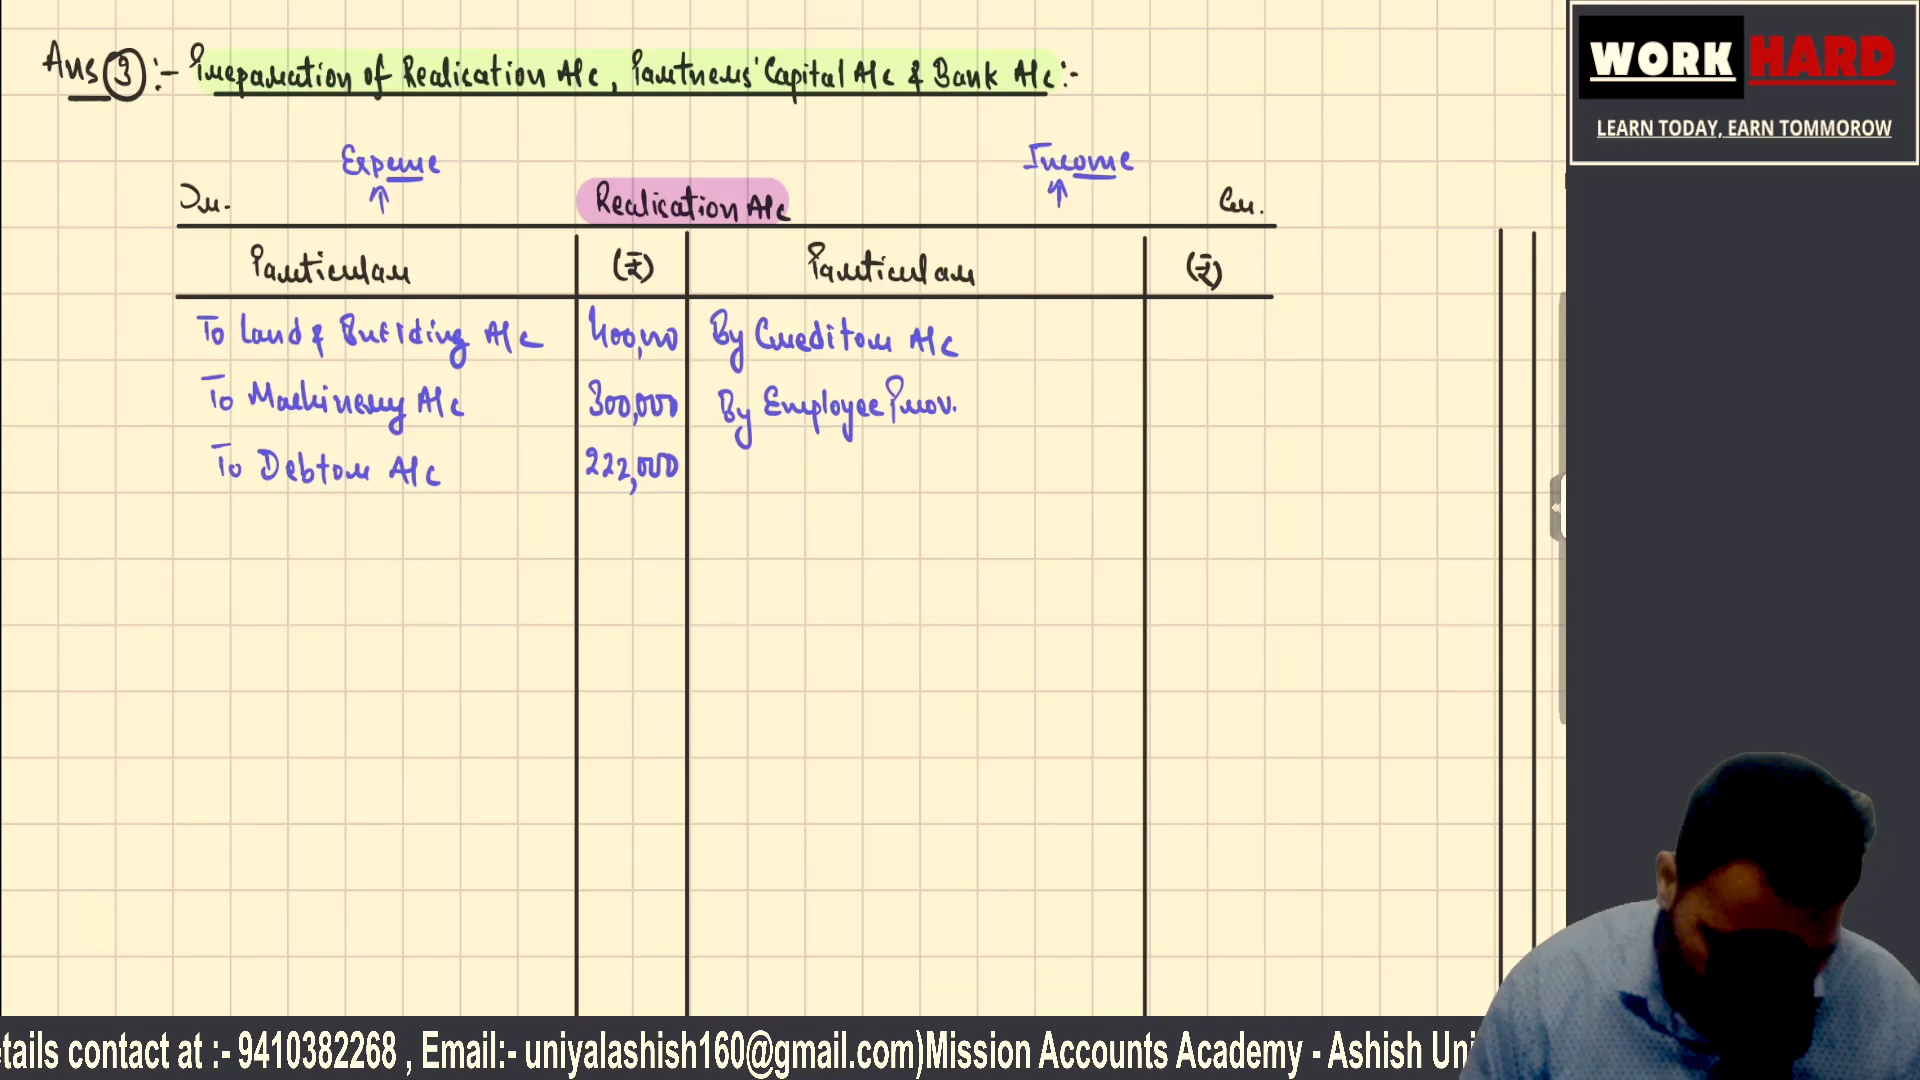 Ans ③ :- Preparation of Realisation A/c, Partners' Capital A/c & Bank A/c :-
WORK HARD
LEARN TODAY, EARN TOMMOROW
Expense
Income
Dr.
Realisation A/c
Cr.
Particulars (₹) Particulars (₹)
To Land & Building A/c 400,000 By Creditors A/c
To Machinery A/c 300,000 By Employee Prov.
To Debtors A/c 222,000
etails contact at :- 9410382268 , Email:- uniyalashish160@gmail.com)Mission Accounts Academy - Ashish Uni